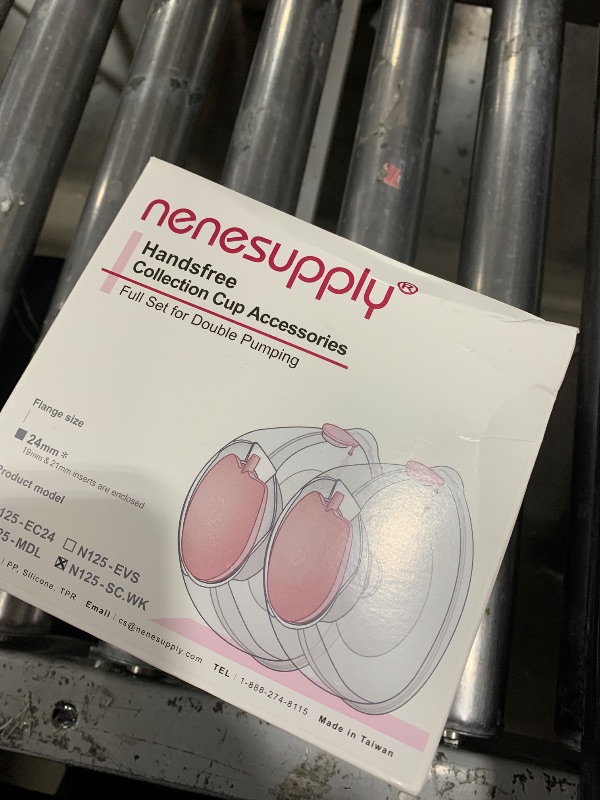 nenesupply®
Handsfree
Collection Cup Accessories
Full Set for Double Pumping
Flange size
24mm *
19mm & 21mm inserts are enclosed
Product model
125-EC24 ☐ N125-EVS
25-MDL ☒ N125-SC.WK
| PP, Silicone, TPR Email | cs@nenesupply.com TEL | 1-888-274-8115 Made in Taiwan